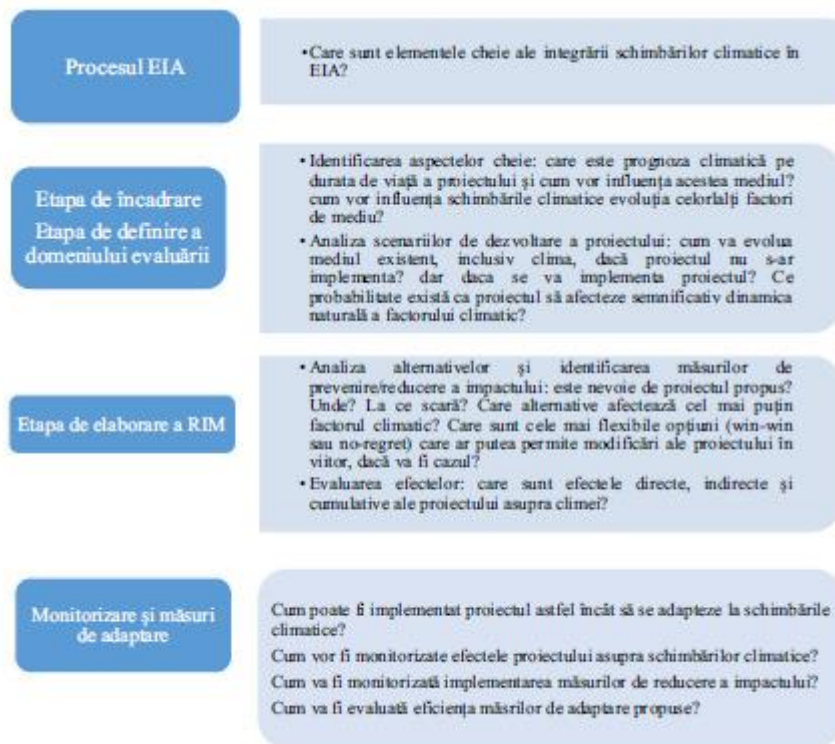 Procesul EIA
•Care sunt elementele cheie ale integrării schimbărilor climatice în
EIA?
Etapa de încadrare
Etapa de definire a
domeniului evaluării
• Identificarea aspectelor cheie: care este prognoza climatică pe
durata de viață a proiectului și cum vor influența acestea mediul?
cum vor influența schimbările climatice evoluția celorlalți factori
de mediu?
• Analiza scenariilor de dezvoltare a proiectului: cum va evolua
mediul existent, inclusiv clima, dacă proiectul nu s-ar
implementa? dar daca se va implementa proiectul? Ce
probabilitate există ca proiectul să afecteze semnificativ dinamica
naturală a factorului climatic?
Etapa de elaborare a RIM
• Analiza alternativelor și identificarea măsurilor de
prevenire/reducere a impactului: este nevoie de proiectul propus?
Unde? La ce scară? Care alternative afectează cel mai puțin
factorul climatic? Care sunt cele mai flexibile opțiuni (win-win
sau no-regret) care ar putea permite modificări ale proiectului în
viitor, dacă va fi cazul?
• Evaluarea efectelor: care sunt efectele directe, indirecte și
cumulative ale proiectului asupra climei?
Monitorizare și măsuri
de adaptare
Cum poate fi implementat proiectul astfel încât să se adapteze la schimbările
climatice?
Cum vor fi monitorizate efectele proiectului asupra schimbărilor climatice?
Cum va fi monitorizată implementarea măsurilor de reducere a impactului?
Cum va fi evaluată eficiența măsrilor de adaptare propuse?